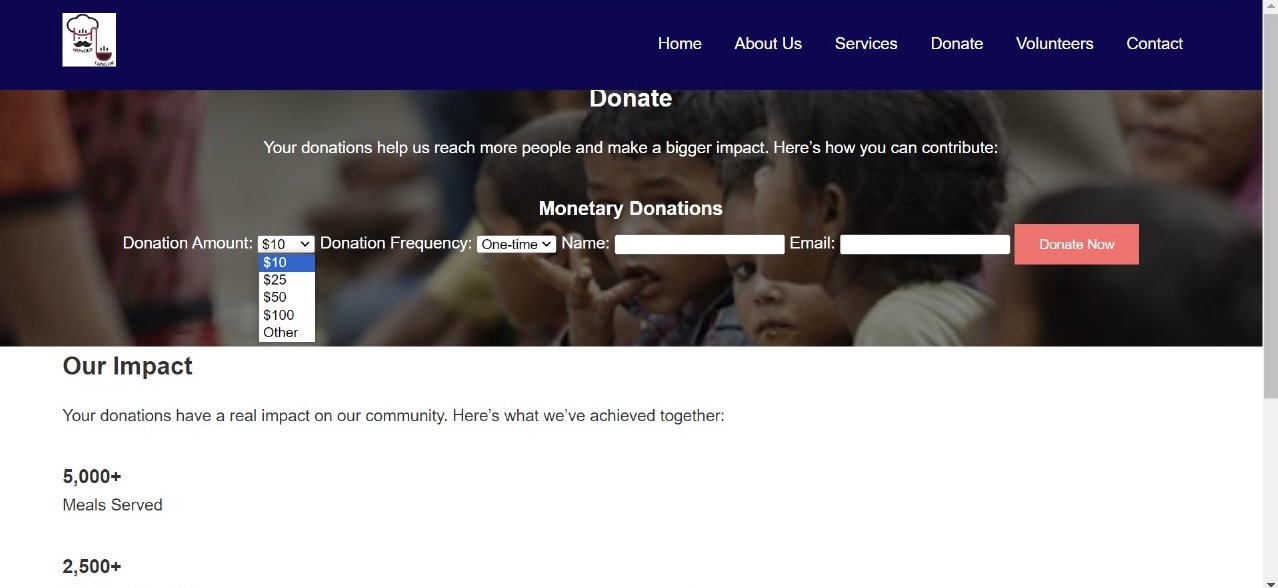 Home About Us Services Donate Volunteers Contact
Donate
Your donations help us reach more people and make a bigger impact. Here’s how you can contribute:
Monetary Donations
Donation Amount: $10 Donation Frequency: One-time Name: Email: Donate Now
$10
$25
$50
$100
Other
Our Impact
Your donations have a real impact on our community. Here’s what we’ve achieved together:
5,000+
Meals Served
2,500+